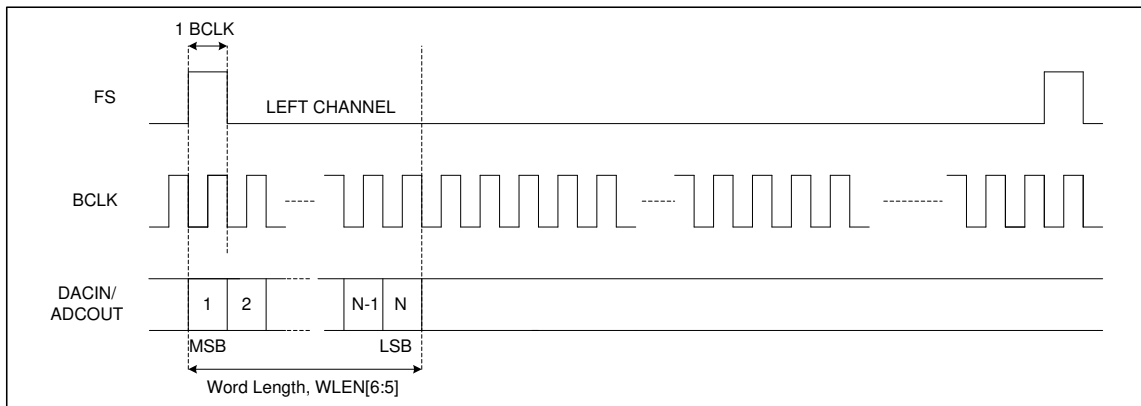 1 BCLK
FS
LEFT CHANNEL
BCLK
DACIN/
ADCOUT
1
2
N-1
N
MSB
LSB
Word Length, WLEN[6:5]